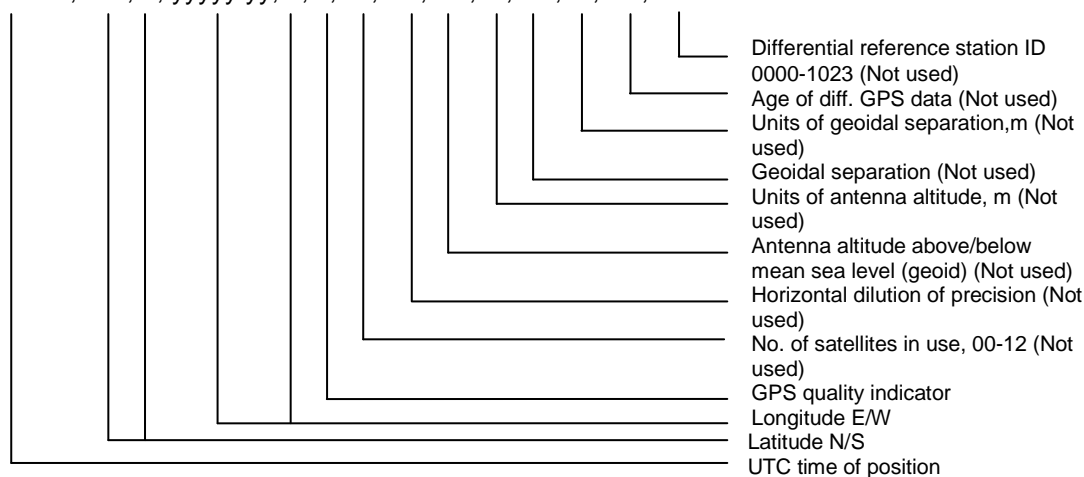 Differential reference station ID
0000-1023 (Not used)
Age of diff. GPS data (Not used)
Units of geoidal separation,m (Not
used)
Geoidal separation (Not used)
Units of antenna altitude, m (Not
used)
Antenna altitude above/below
mean sea level (geoid) (Not used)
Horizontal dilution of precision (Not
used)
No. of satellites in use, 00-12 (Not
used)
GPS quality indicator
Longitude E/W
Latitude N/S
UTC time of position